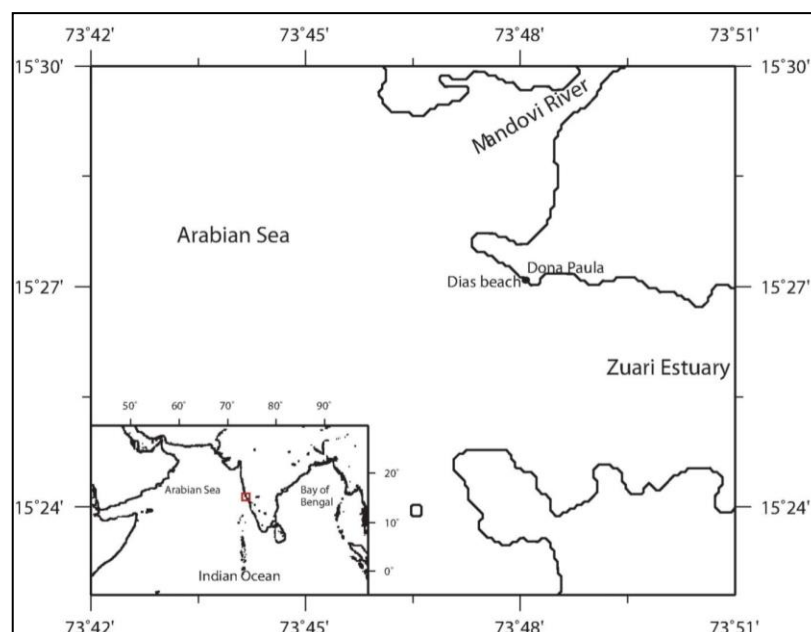 73°42' 73°45' 73°48' 73°51'
15°30' 15°30'
Mandovi River
Arabian Sea
Dona Paula
Dias beach
15°27' 15°27'
Zuari Estuary
50° 60° 70° 80° 90°
20°
Arabian Sea
Bay of
Bengal
15°24' 15°24'
10°
Indian Ocean
0°
73°42' 73°45' 73°48' 73°51'